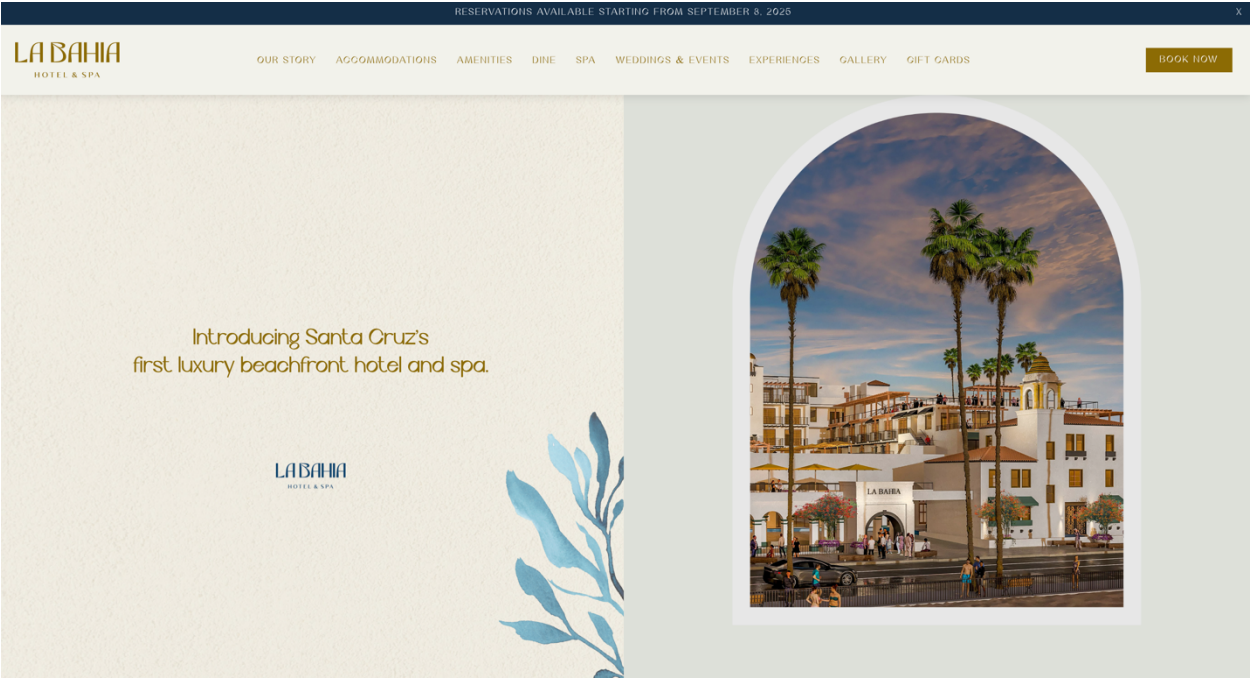 RESERVATIONS AVAILABLE STARTING FROM SEPTEMBER 8, 2025
X
LA BAHIA
HOTEL & SPA
OUR STORY
ACCOMMODATIONS
AMENITIES
DINE
SPA
WEDDINGS & EVENTS
EXPERIENCES
GALLERY
GIFT CARDS
BOOK NOW
Introducing Santa Cruz's
first luxury beachfront hotel and spa.
LA BAHIA
HOTEL & SPA
LA BAHIA